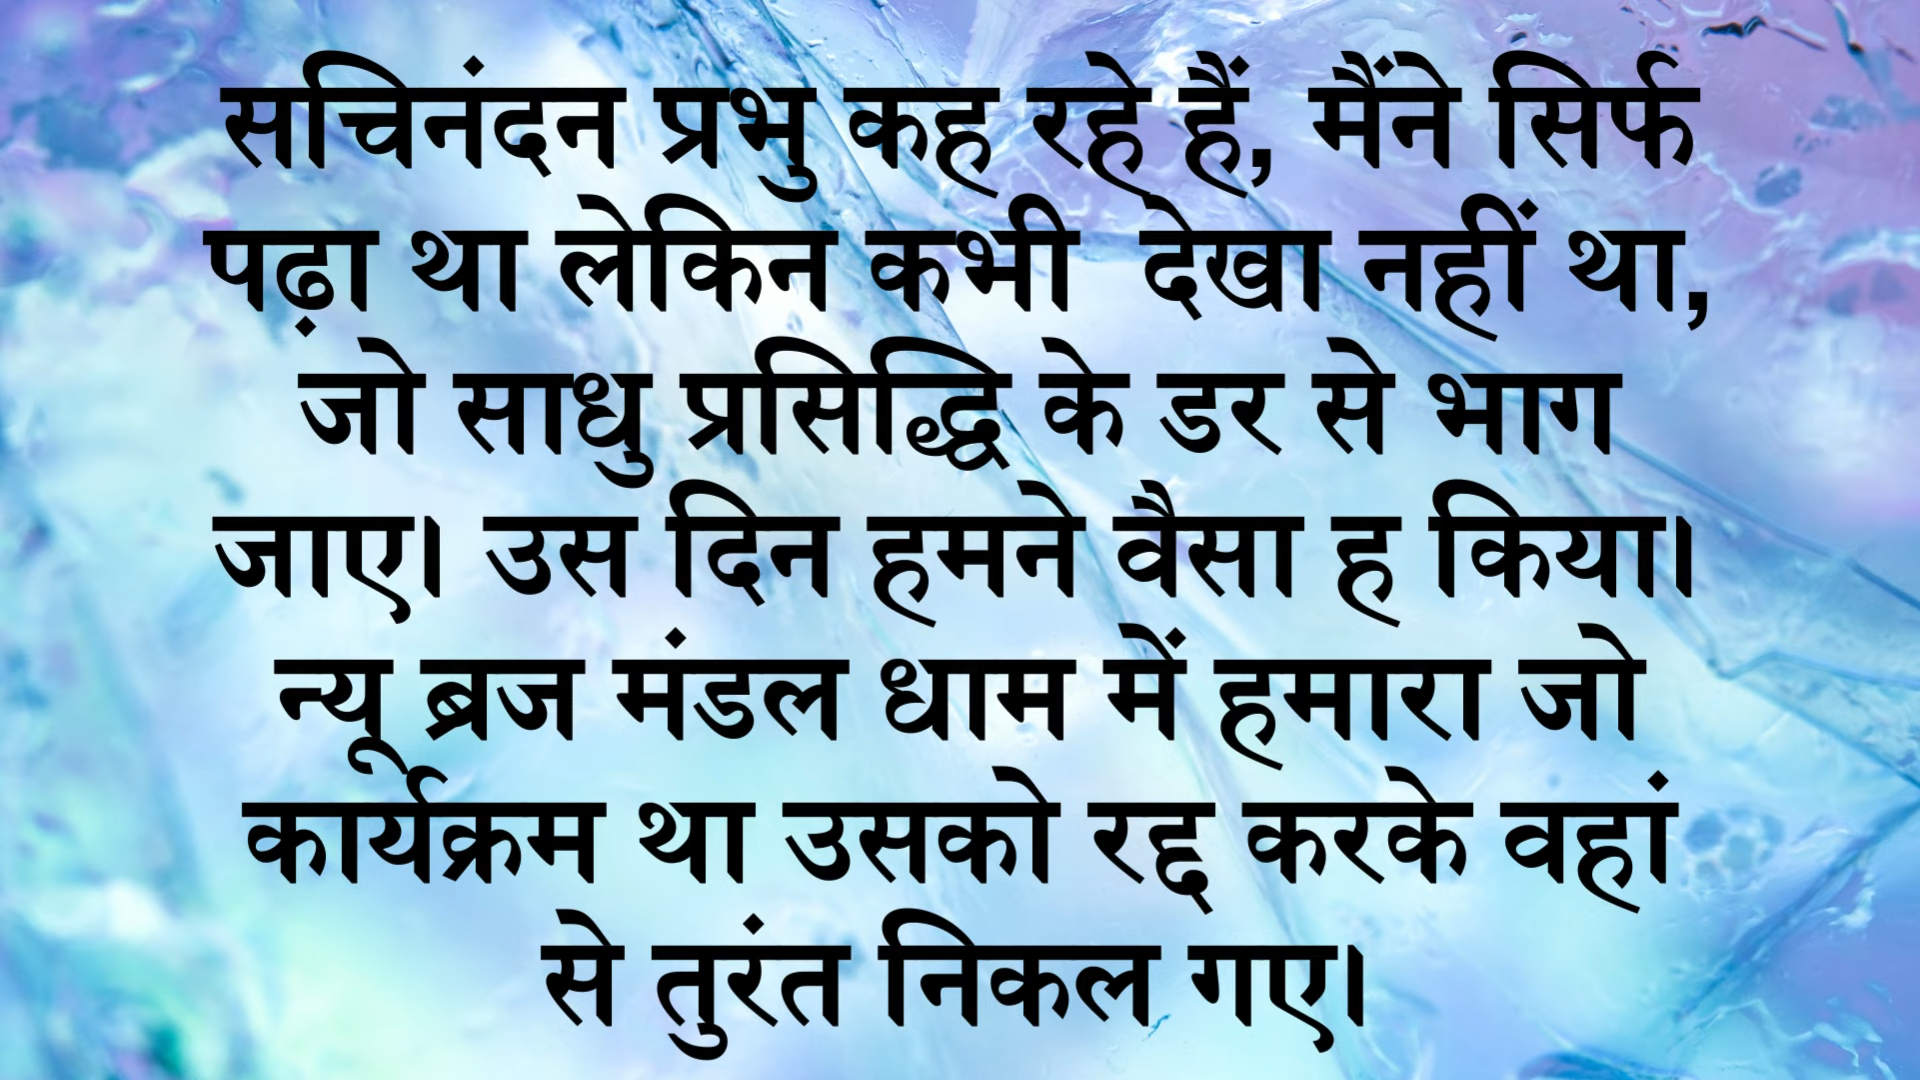 सचिनंदन प्रभु कह रहे हैं, मैंने सिर्फ
पढ़ा था लेकिन कभी  देखा नहीं था,
जो साधु प्रसिद्धि के डर से भाग
जाए। उस दिन हमने वैसा ह किया।
न्यू ब्रज मंडल धाम में हमारा जो
कार्यक्रम था उसको रद्द करके वहां
से तुरंत निकल गए।